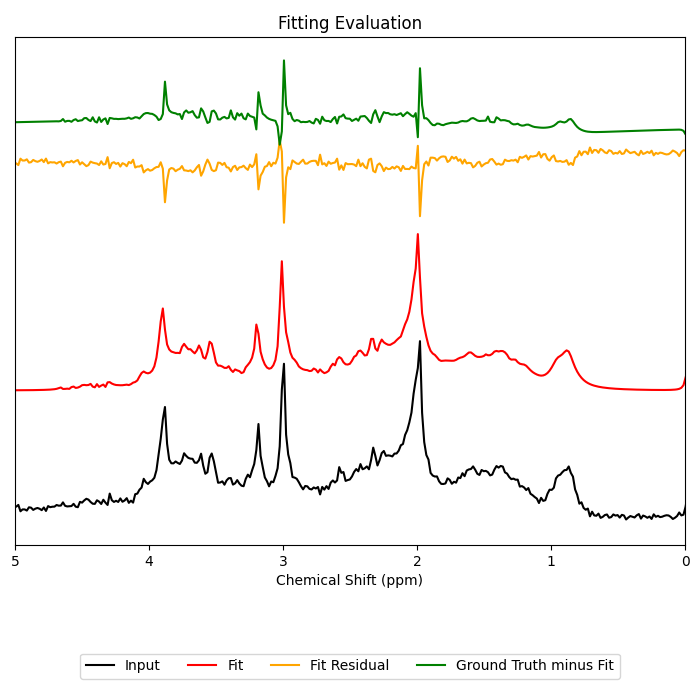 Fitting Evaluation
5 4 3 2 1 0
Chemical Shift (ppm)
Input Fit Fit Residual Ground Truth minus Fit